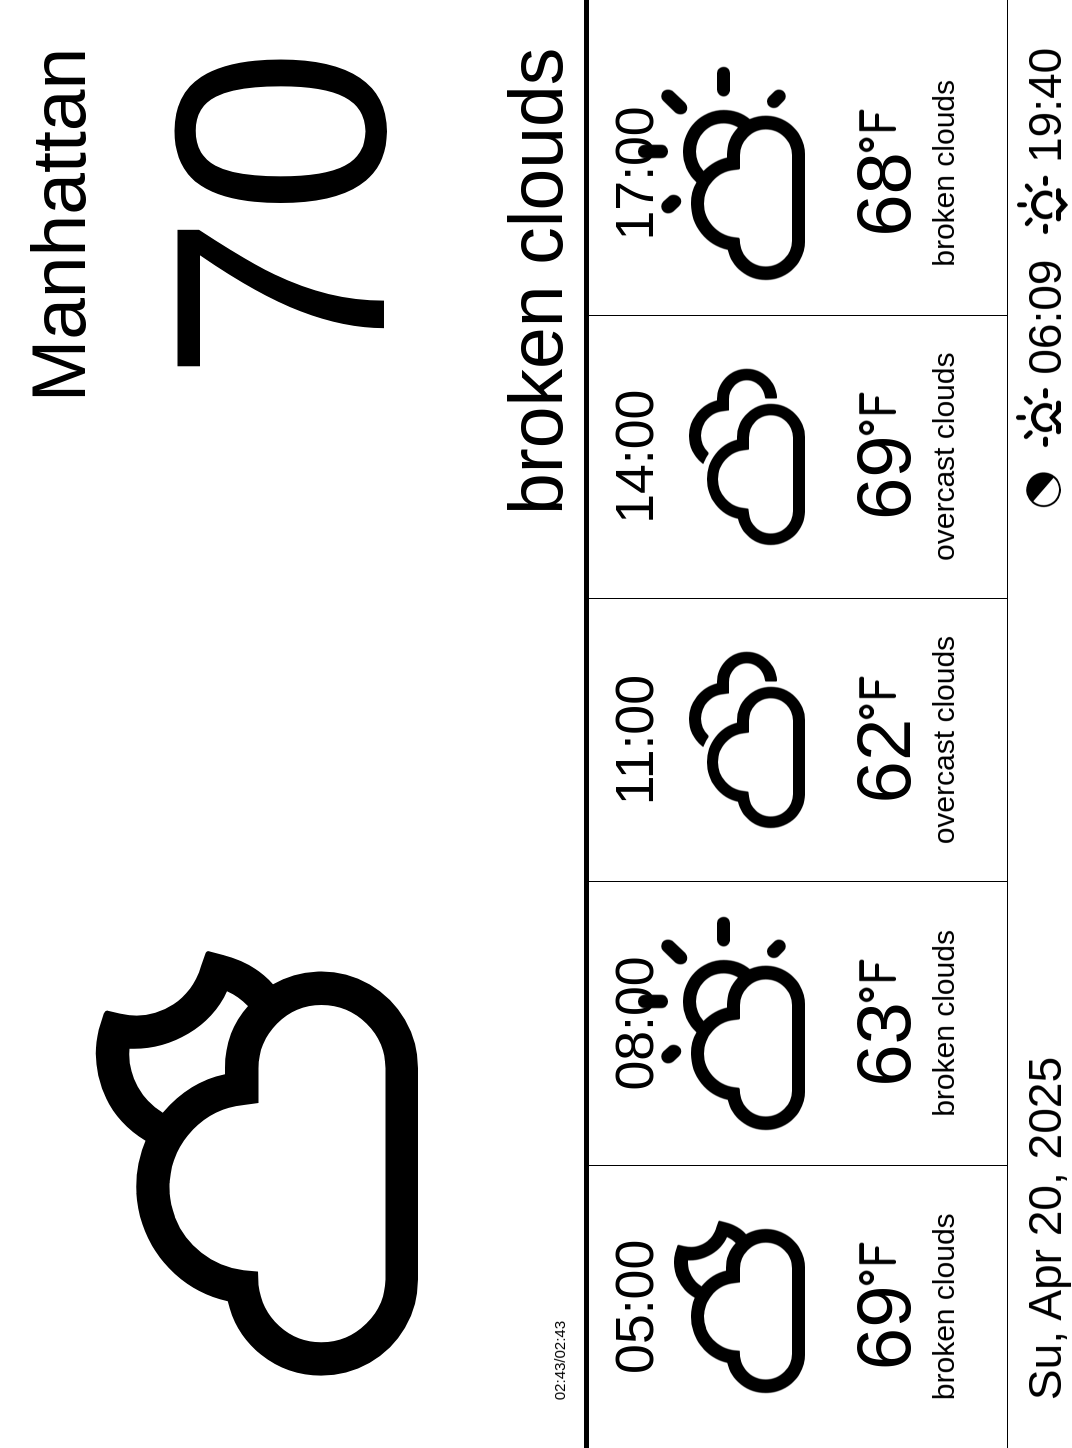 Manhattan
70
broken clouds
02:43/02:43
05:00 08:00 11:00 14:00 17:00
69°F 63°F 62°F 69°F 68°F
broken clouds broken clouds overcast clouds overcast clouds broken clouds
Su, Apr 20, 2025 06:09 19:40